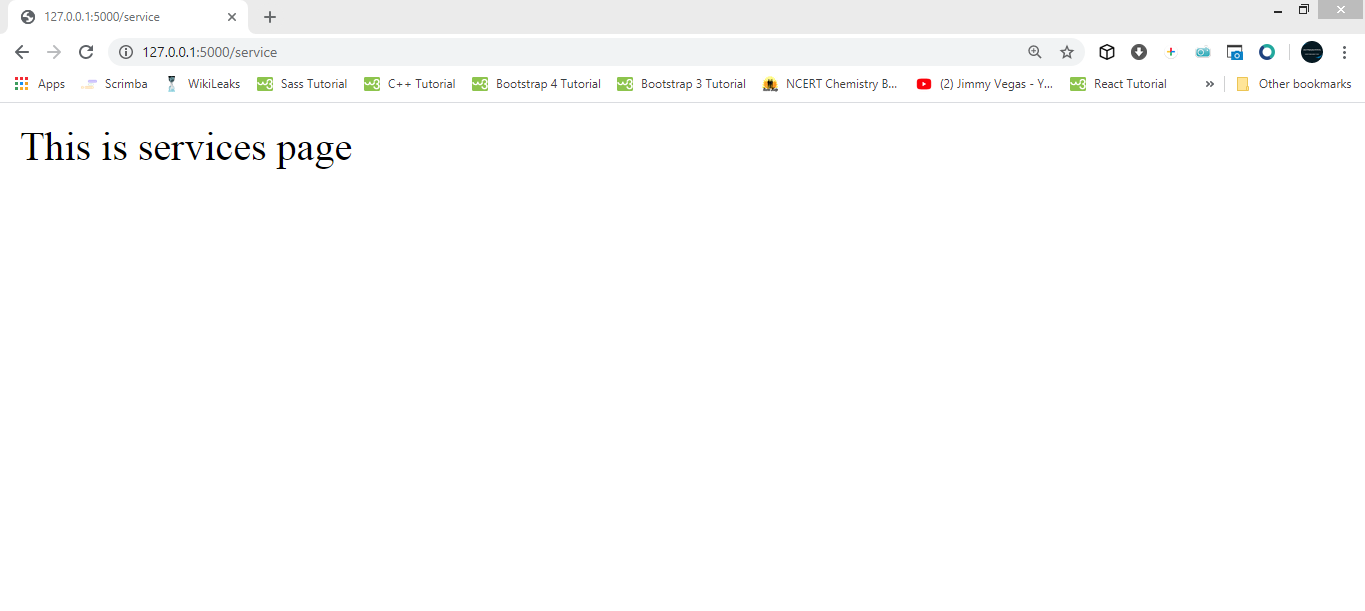 127.0.0.1:5000/service
127.0.0.1:5000/service
Apps Scrimba WikiLeaks Sass Tutorial C++ Tutorial Bootstrap 4 Tutorial Bootstrap 3 Tutorial NCERT Chemistry B... (2) Jimmy Vegas - Y... React Tutorial » Other bookmarks
This is services page